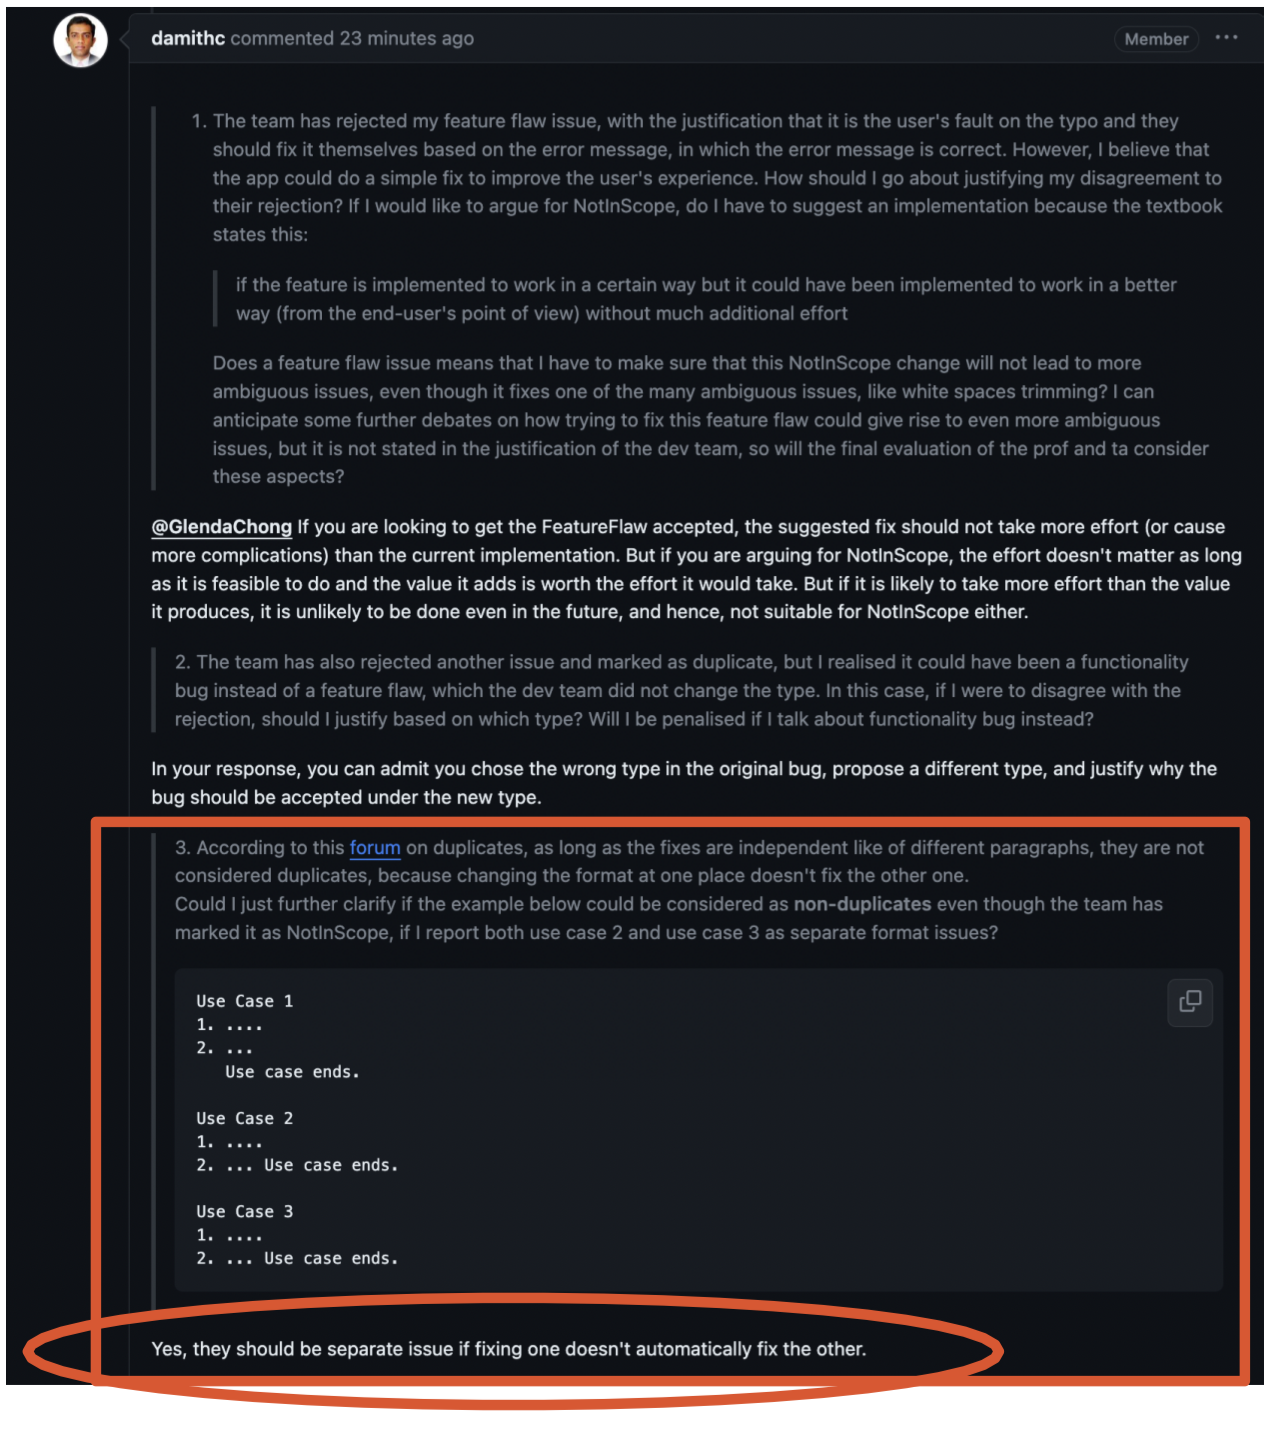 damithc commented 23 minutes ago
Member
1. The team has rejected my feature flaw issue, with the justification that it is the user's fault on the typo and they
should fix it themselves based on the error message, in which the error message is correct. However, I believe that
the app could do a simple fix to improve the user's experience. How should I go about justifying my disagreement to
their rejection? If I would like to argue for NotInScope, do I have to suggest an implementation because the textbook
states this:
if the feature is implemented to work in a certain way but it could have been implemented to work in a better
way (from the end-user's point of view) without much additional effort
Does a feature flaw issue means that I have to make sure that this NotInScope change will not lead to more
ambiguous issues, even though it fixes one of the many ambiguous issues, like white spaces trimming? I can
anticipate some further debates on how trying to fix this feature flaw could give rise to even more ambiguous
issues, but it is not stated in the justification of the dev team, so will the final evaluation of the prof and ta consider
these aspects?
@GlendaChong If you are looking to get the FeatureFlaw accepted, the suggested fix should not take more effort (or cause
more complications) than the current implementation. But if you are arguing for NotInScope, the effort doesn't matter as long
as it is feasible to do and the value it adds is worth the effort it would take. But if it is likely to take more effort than the value
it produces, it is unlikely to be done even in the future, and hence, not suitable for NotInScope either.
2. The team has also rejected another issue and marked as duplicate, but I realised it could have been a functionality
bug instead of a feature flaw, which the dev team did not change the type. In this case, if I were to disagree with the
rejection, should I justify based on which type? Will I be penalised if I talk about functionality bug instead?
In your response, you can admit you chose the wrong type in the original bug, propose a different type, and justify why the
bug should be accepted under the new type.
3. According to this forum on duplicates, as long as the fixes are independent like of different paragraphs, they are not
considered duplicates, because changing the format at one place doesn't fix the other one.
Could I just further clarify if the example below could be considered as non-duplicates even though the team has
marked it as NotInScope, if I report both use case 2 and use case 3 as separate format issues?
Use Case 1
1. ....
2. ...
Use case ends.
Use Case 2
1. ....
2. ... Use case ends.
Use Case 3
1. ....
2. ... Use case ends.
Yes, they should be separate issue if fixing one doesn't automatically fix the other.